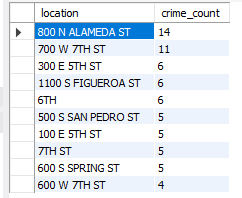 location crime_count
800 N ALAMEDA ST 14
700 W 7TH ST 11
300 E 5TH ST 6
1100 S FIGUEROA ST 6
6TH 6
500 S SAN PEDRO ST 5
100 E 5TH ST 5
7TH ST 5
600 S SPRING ST 5
600 W 7TH ST 4